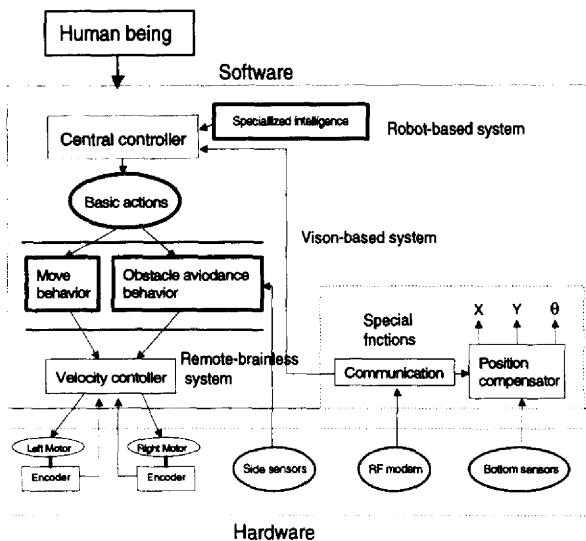 Human being
Software
Speciallized intelligence
Robot-based system
Central controller
Basic actions
Vison-based system
Move
behavior
Obstacle aviodance
behavior
X Y θ
Special
fnictions
Remote-brainless
system
Velocity contoller
Communication
Position
compensator
Left Motor
Right Motor
Encoder
Encoder
Side sensors
RF modem
Bottom sensors
Hardware